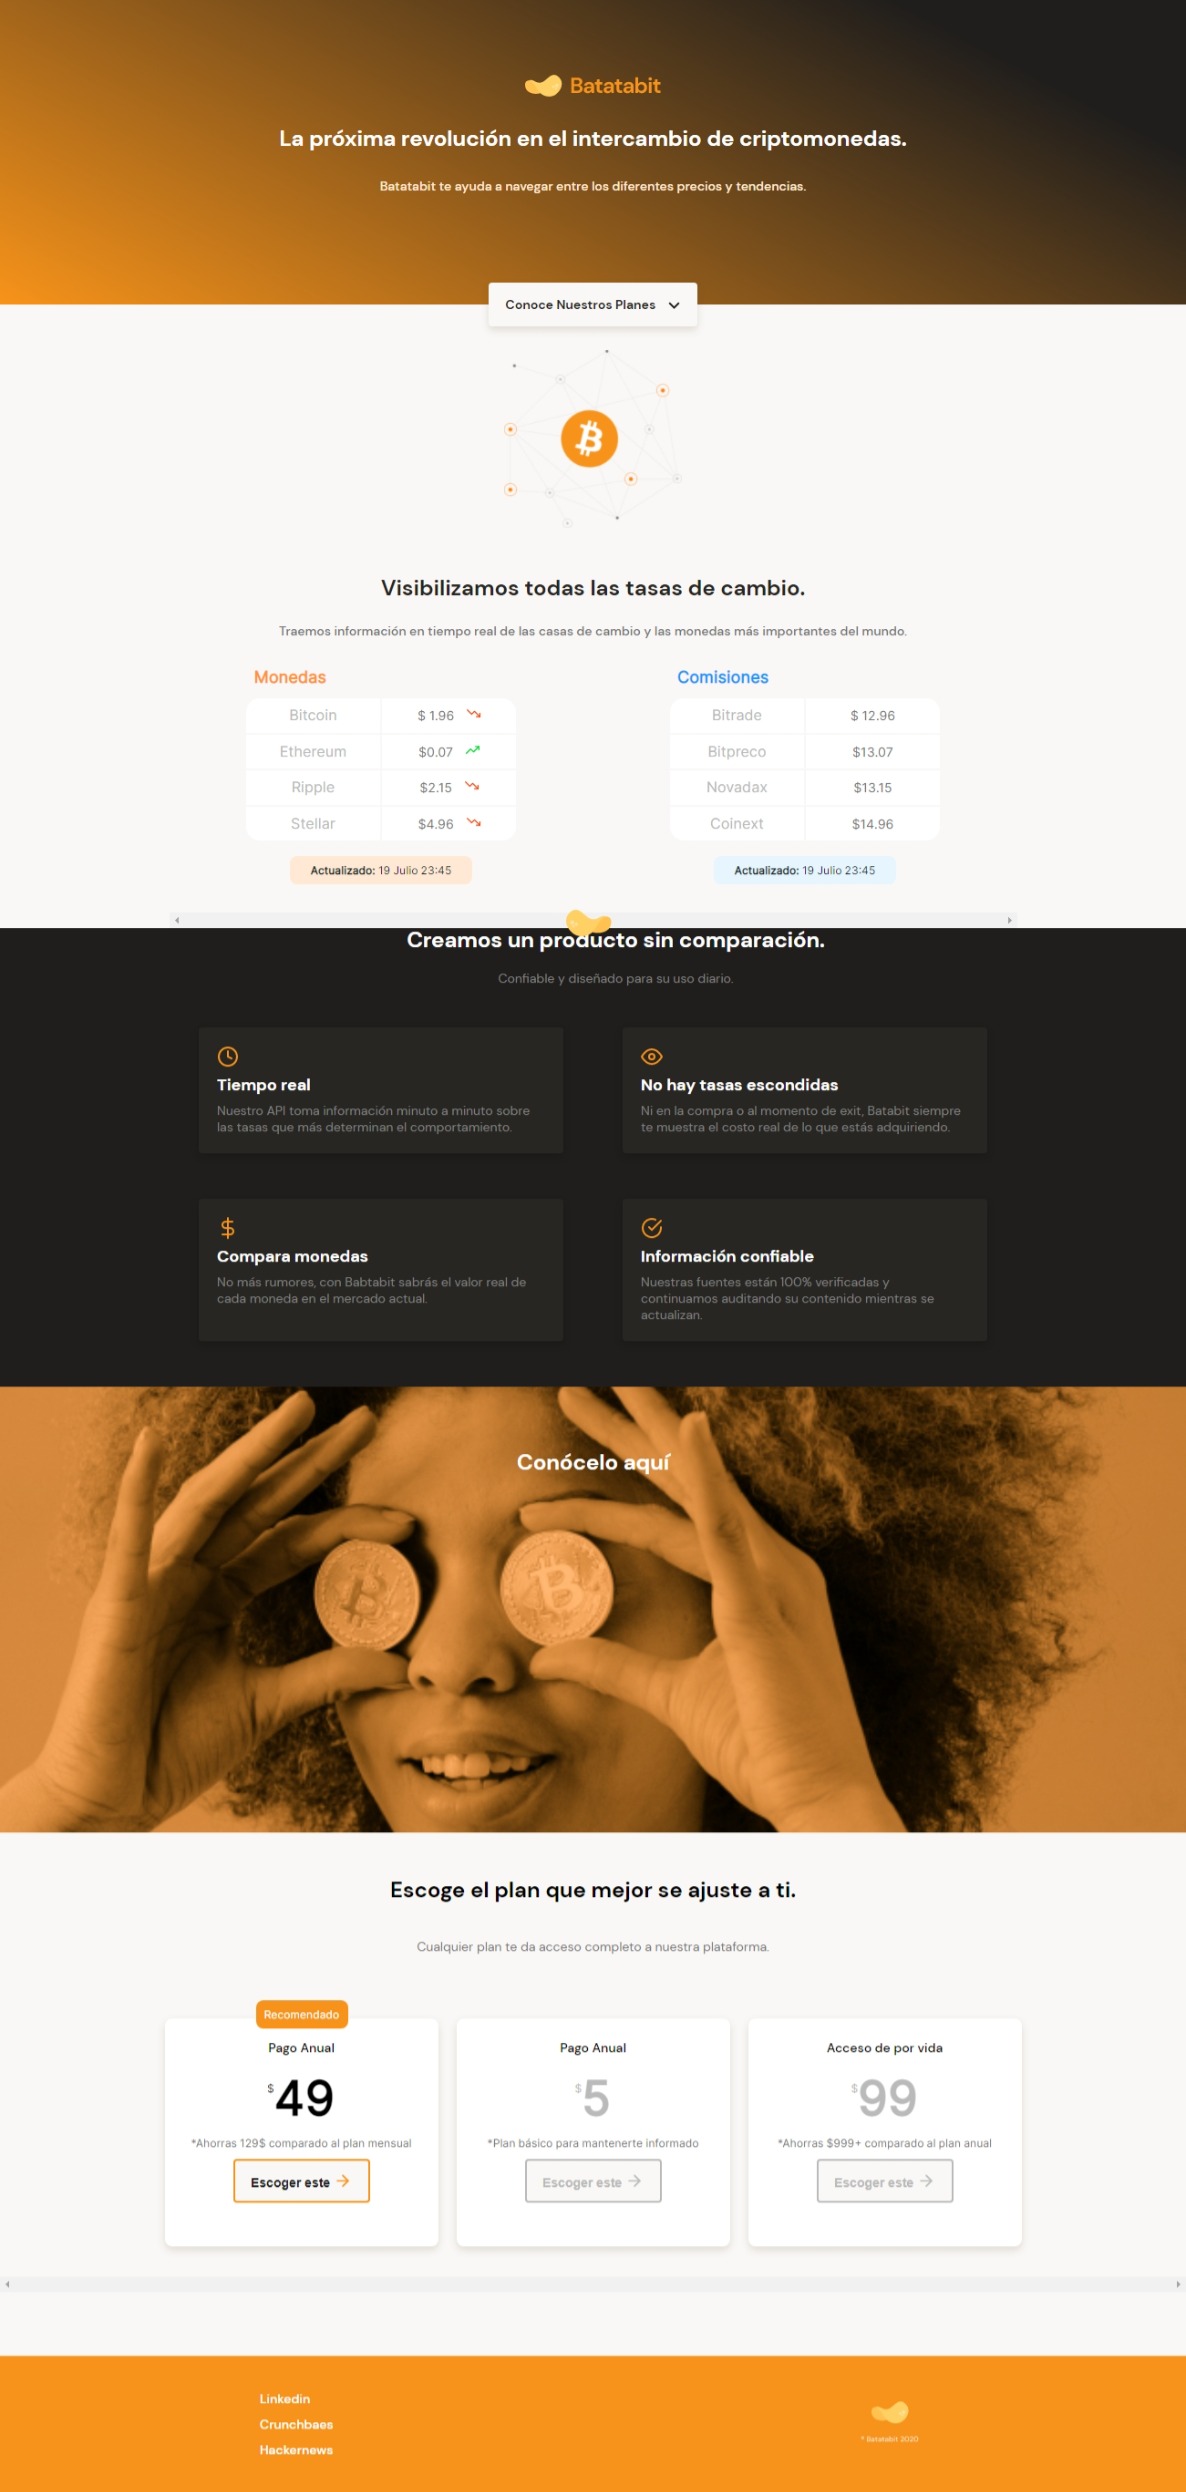 Batatabit
La próxima revolución en el intercambio de criptomonedas.
Batatabit te ayuda a navegar entre los diferentes precios y tendencias.
Conoce Nuestros Planes
Visibilizamos todas las tasas de cambio.
Traemos información en tiempo real de las casas de cambio y las monedas más importantes del mundo.
Monedas
Bitcoin $ 1.96
Ethereum $0.07
Ripple $2.15
Stellar $4.96
Actualizado: 19 Julio 23:45
Comisiones
Bitrade $ 12.96
Bitpreco $13.07
Novadax $13.15
Coinext $14.96
Actualizado: 19 Julio 23:45
Creamos un producto sin comparación.
Confiable y diseñado para su uso diario.
Tiempo real
Nuestro API toma información minuto a minuto sobre
las tasas que más determinan el comportamiento.
No hay tasas escondidas
Ni en la compra o al momento de exit, Batabit siempre
te muestra el costo real de lo que estás adquiriendo.
Compara monedas
No más rumores, con Babtabit sabrás el valor real de
cada moneda en el mercado actual.
Información confiable
Nuestras fuentes están 100% verificadas y
continuamos auditando su contenido mientras se
actualizan.
Conócelo aquí
Escoge el plan que mejor se ajuste a ti.
Cualquier plan te da acceso completo a nuestra plataforma.
Recomendado
Pago Anual
$49
*Ahorras 129$ comparado al plan mensual
Escoger este
Pago Anual
$5
*Plan básico para mantenerte informado
Escoger este
Acceso de por vida
$99
*Ahorras $999+ comparado al plan anual
Escoger este
Linkedin
Crunchbaes
Hackernews
* Batatabit 2020